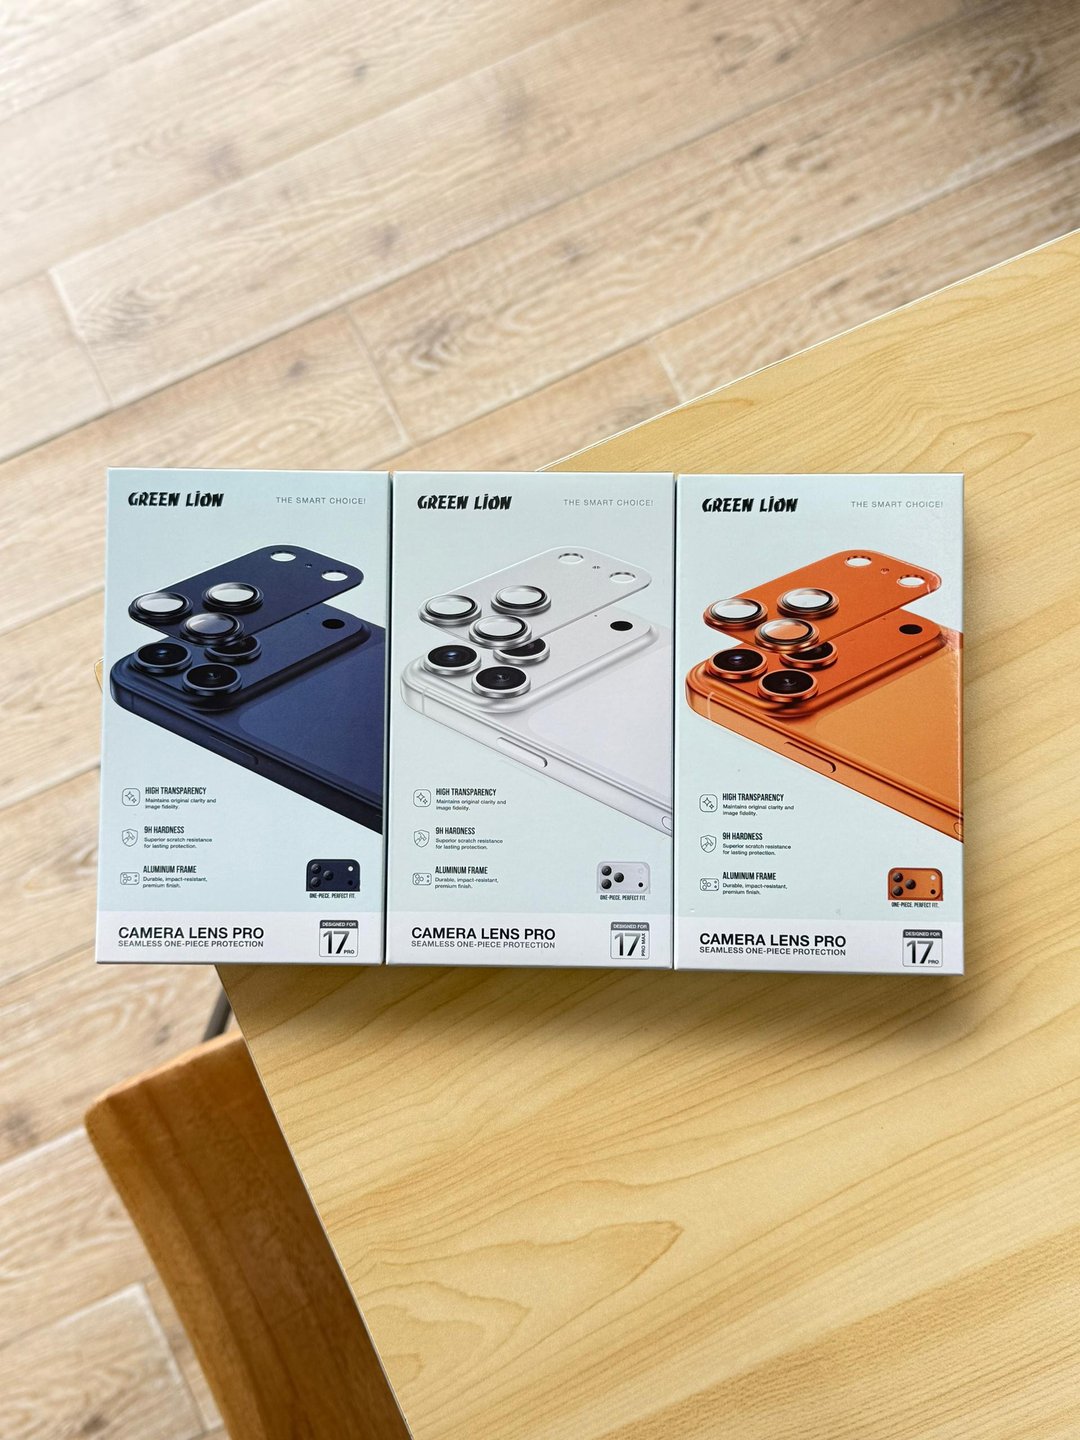 GREEN LION
THE SMART CHOICE!
HIGH TRANSPARENCY
Maintains original clarity and
image fidelity.
9H HARDNESS
Superior scratch resistance
for lasting protection.
ALUMINUM FRAME
Durable, impact-resistant,
premium finish.
ONE-PIECE, PERFECT FIT.
CAMERA LENS PRO
SEAMLESS ONE-PIECE PROTECTION
DESIGNED FOR
17 PRO
GREEN LION
THE SMART CHOICE!
HIGH TRANSPARENCY
Maintains original clarity and
image fidelity.
9H HARDNESS
Superior scratch resistance
for lasting protection.
ALUMINUM FRAME
Durable, impact-resistant,
premium finish.
ONE-PIECE, PERFECT FIT.
CAMERA LENS PRO
SEAMLESS ONE-PIECE PROTECTION
DESIGNED FOR
17 PRO MAX
GREEN LION
THE SMART CHOICE!
HIGH TRANSPARENCY
Maintains original clarity and
image fidelity.
9H HARDNESS
Superior scratch resistance
for lasting protection.
ALUMINUM FRAME
Durable, impact-resistant,
premium finish.
ONE-PIECE, PERFECT FIT.
CAMERA LENS PRO
SEAMLESS ONE-PIECE PROTECTION
DESIGNED FOR
17 PRO